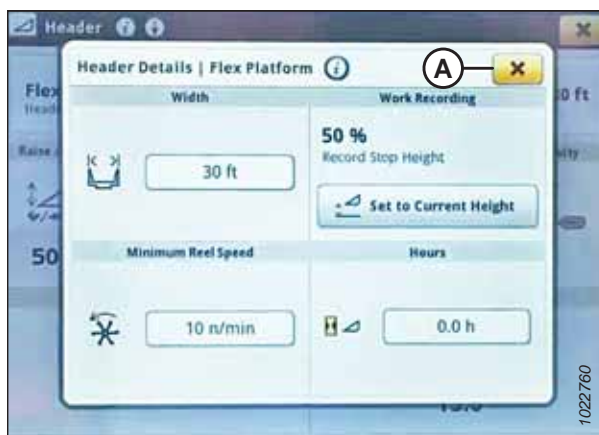 Header
Header Details | Flex Platform
A
Flex
0 ft
Width
Work Recording
50 %
Record Stop Height
30 ft
Set to Current Height
Raise
50
Minimum Reel Speed
Hours
10 n/min
0.0 h
1022760